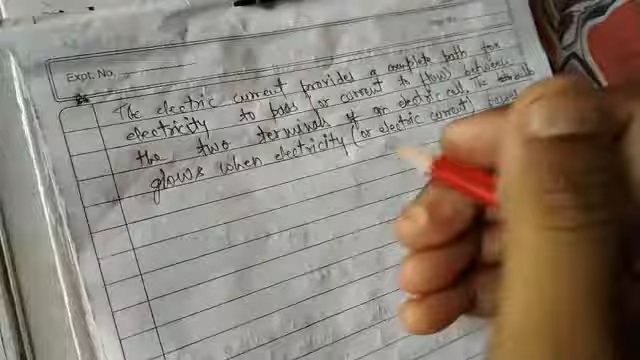 Expt. No.
The electric current provides a complete path for
electricity to pass (or current to flow) between
the two terminals of an electric cell. The
glows when electricity (or electric current) passes